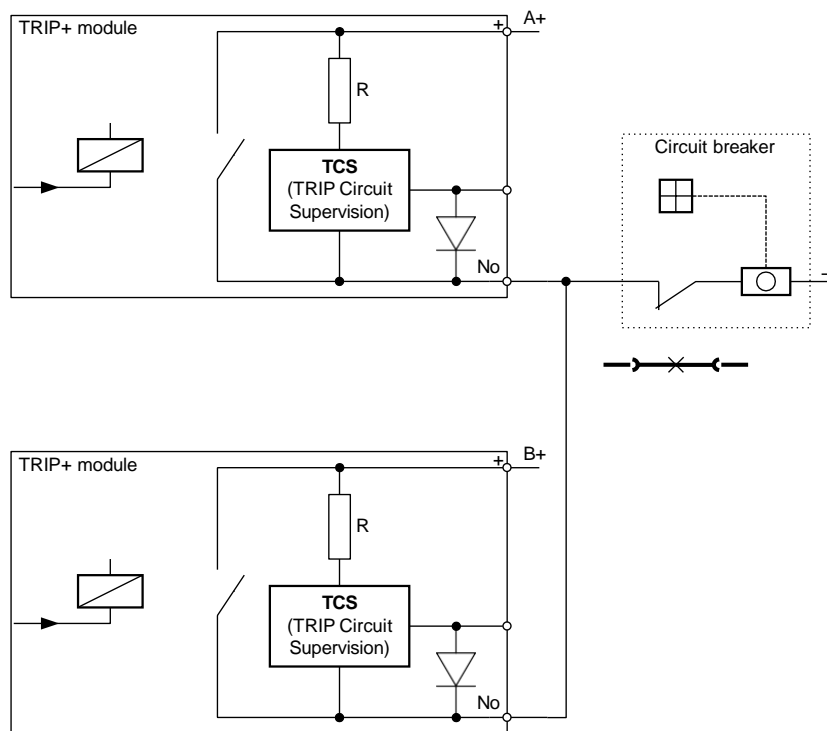 TRIP+ module
+
A+
R
TCS
(TRIP Circuit
Supervision)
No
Circuit breaker
-
TRIP+ module
+
B+
R
TCS
(TRIP Circuit
Supervision)
No